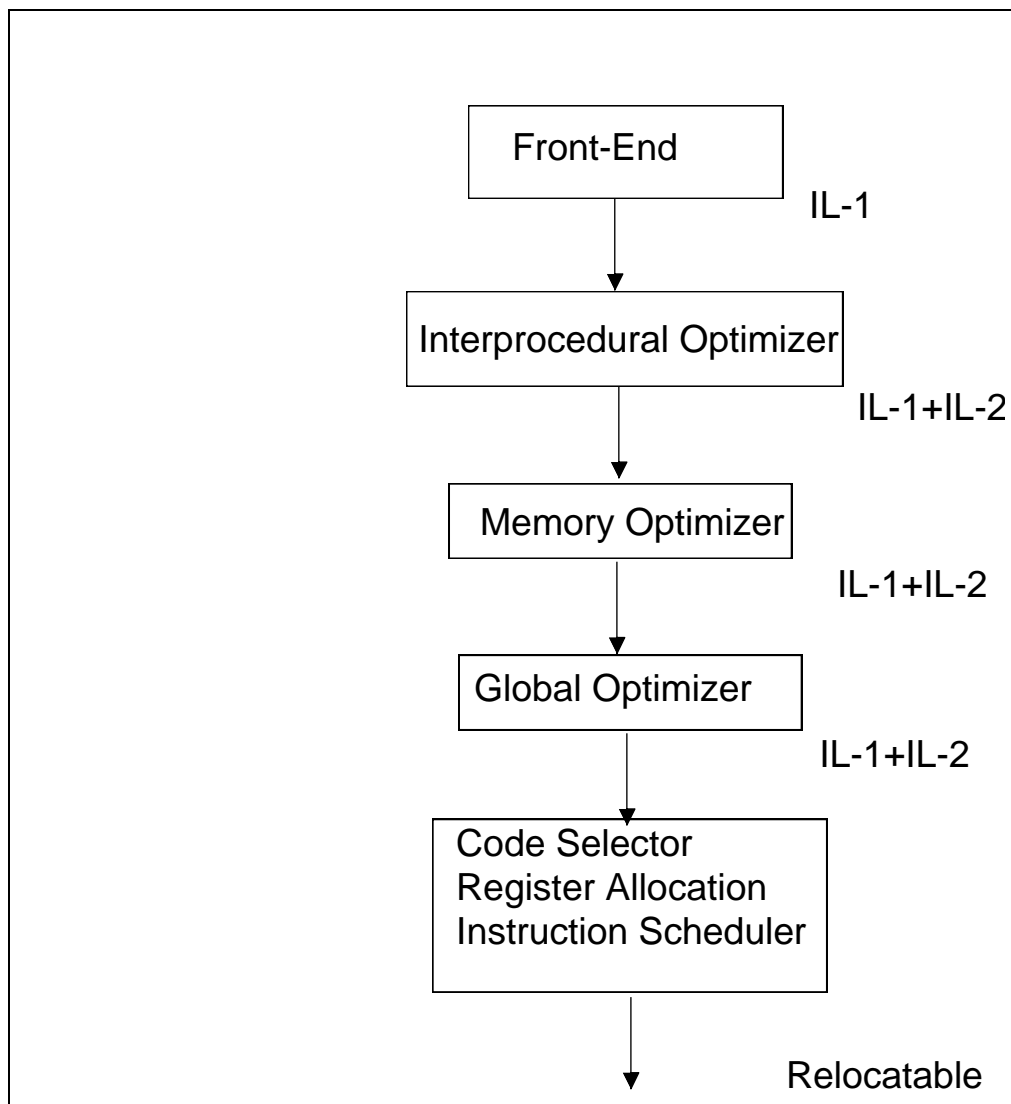 Front-End
IL-1
Interprocedural Optimizer
IL-1+IL-2
Memory Optimizer
IL-1+IL-2
Global Optimizer
IL-1+IL-2
Code Selector
Register Allocation
Instruction Scheduler
Relocatable